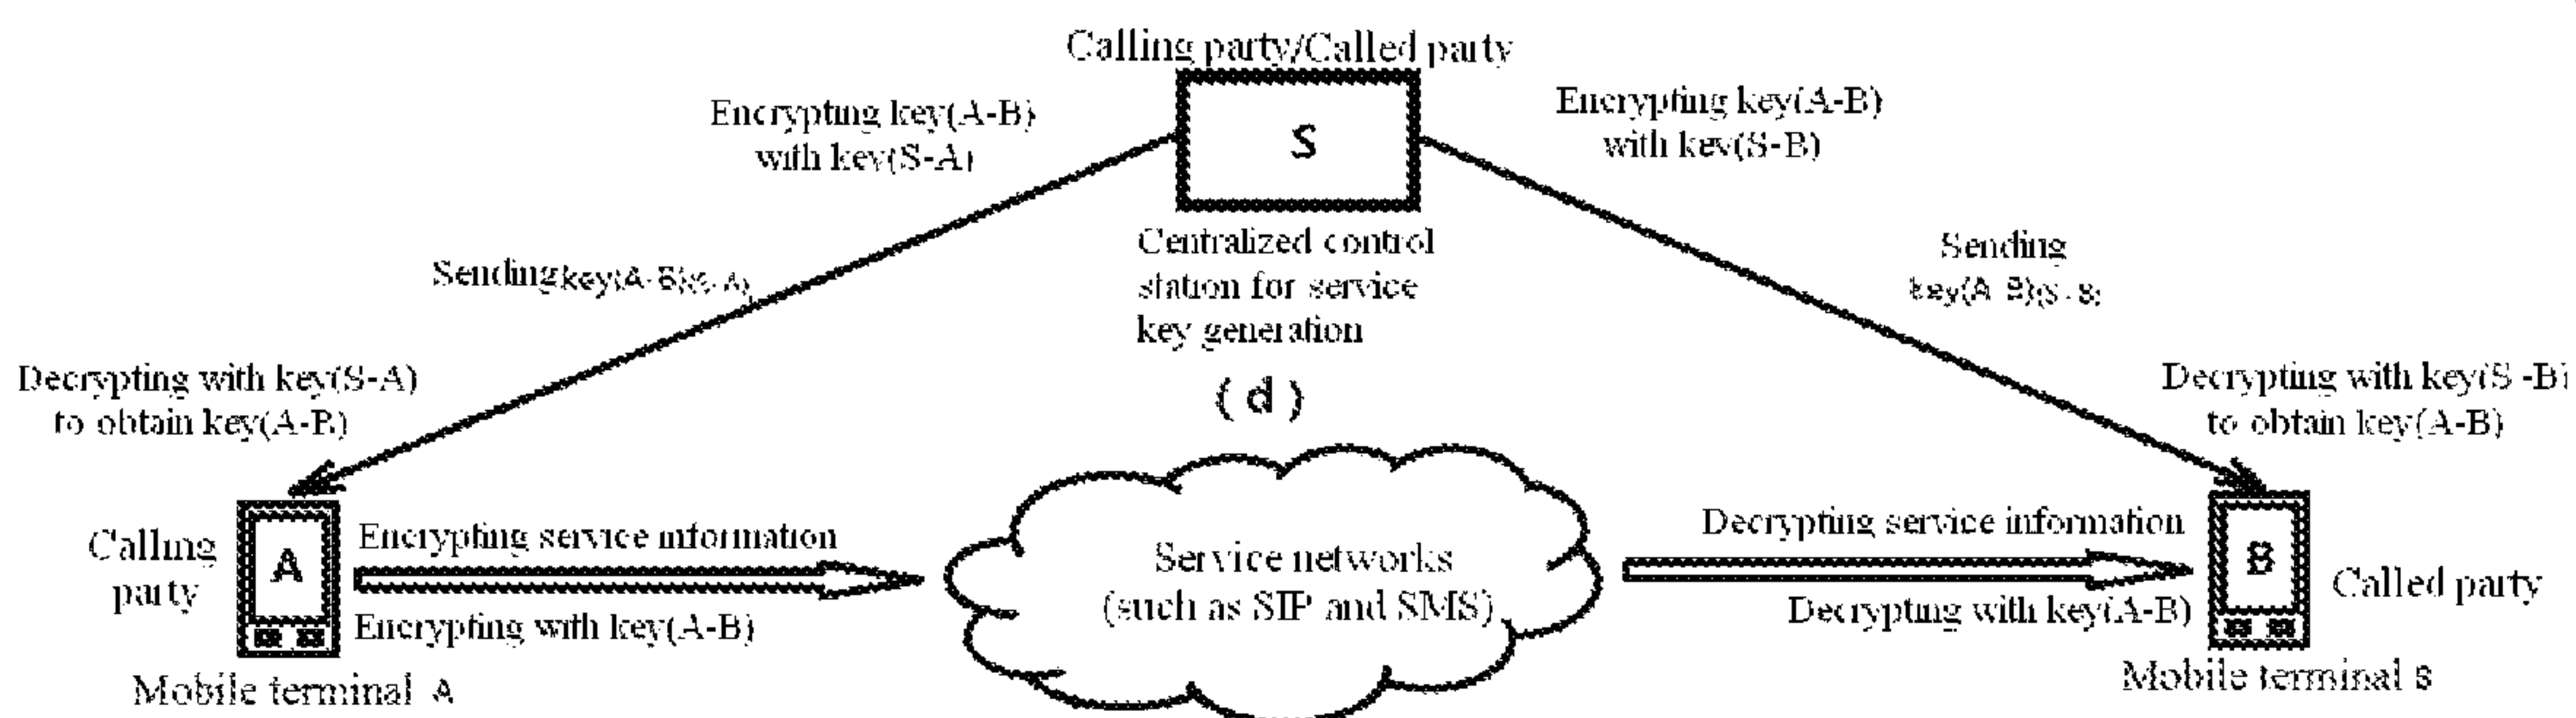 Calling party/Called party
Encrypting key(A-B)
with key(S-A)
S
Encrypting key(A-B)
with key(S-B)
Sending key(A-B)(S-A)
Centralized control
station for service
key generation
Sending
key(A-B)(S-B)
Decrypting with key(S-A)
to obtain key(A-B)
(d)
Decrypting with key(S-B)
to obtain key(A-B)
Calling
party
A
Encrypting service information
Encrypting with key(A-B)
Mobile terminal A
Service networks
(such as SIP and SMS)
Decrypting service information
Decrypting with key(A-B)
B
Called party
Mobile terminal B